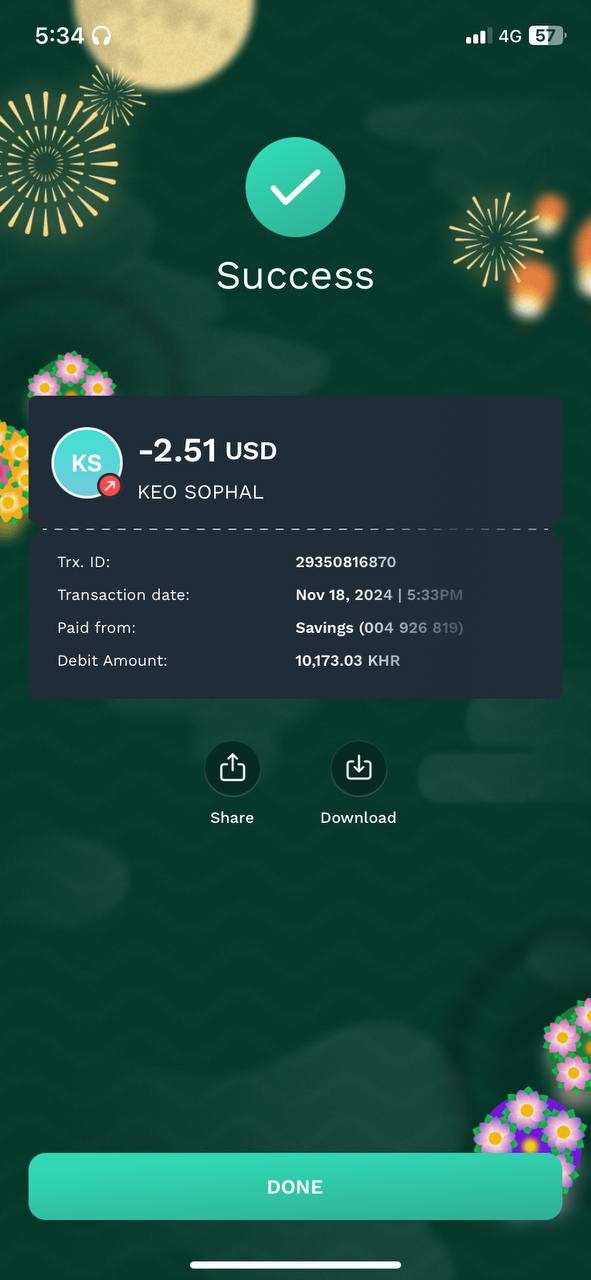 5:34 4G 57
Success
KS
-2.51 USD
KEO SOPHAL
Trx. ID: 29350816870
Transaction date: Nov 18, 2024 | 5:33PM
Paid from: Savings (004 926 819)
Debit Amount: 10,173.03 KHR
Share Download
DONE